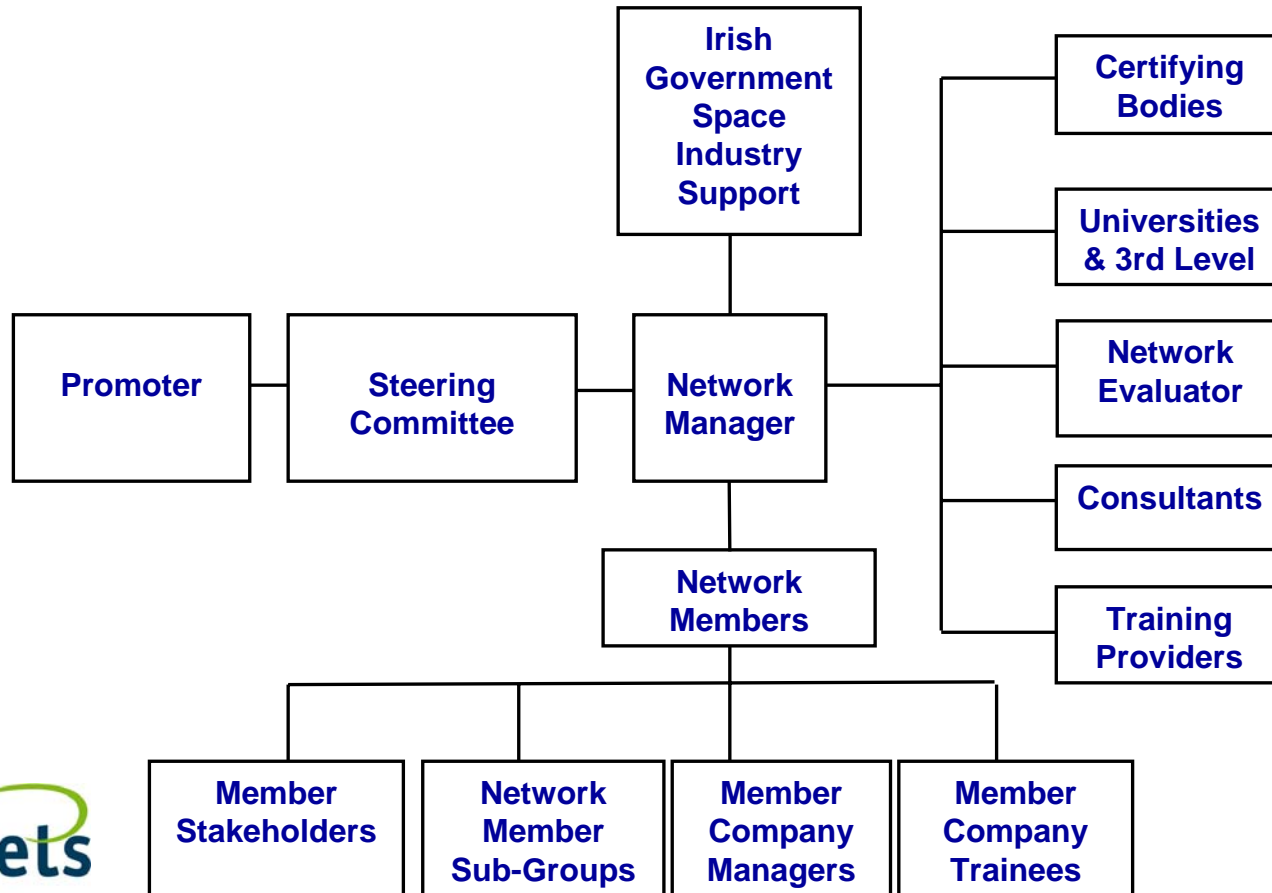 Irish
Government
Space
Industry
Support
Certifying
Bodies
Universities
& 3rd Level
Promoter
Steering
Committee
Network
Manager
Network
Evaluator
Consultants
Network
Members
Training
Providers
Member
Stakeholders
Network
Member
Sub-Groups
Member
Company
Managers
Member
Company
Trainees
ets